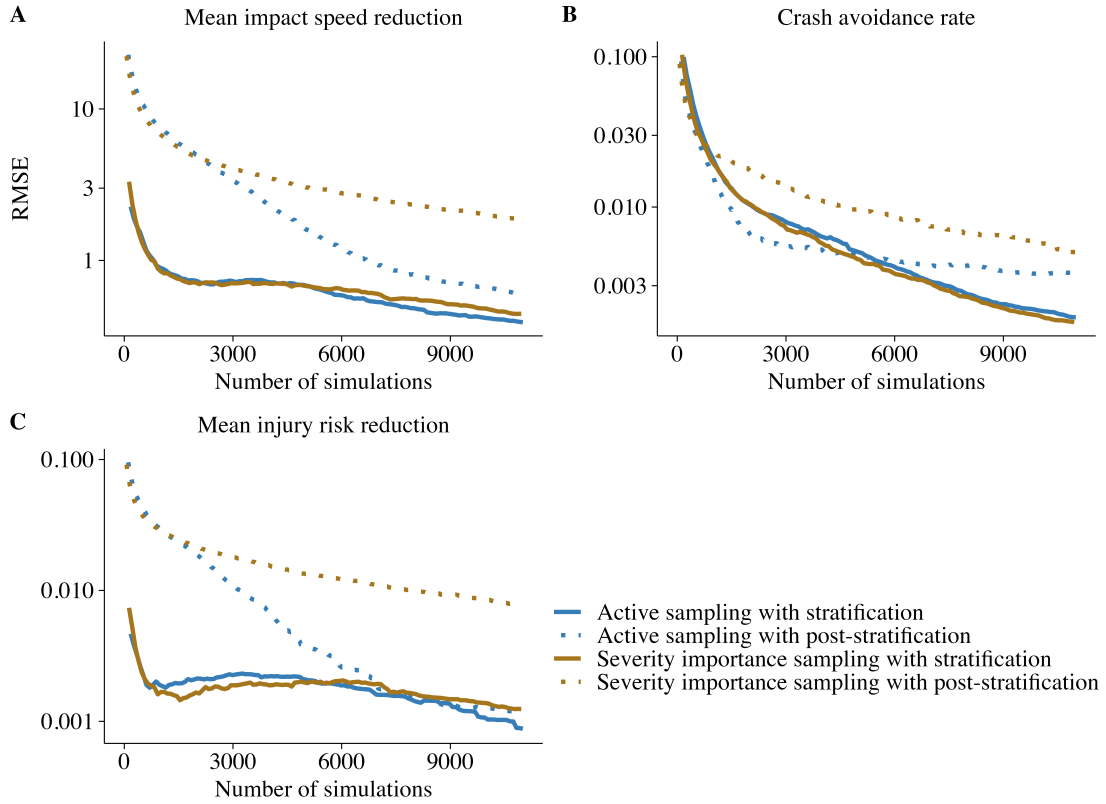 A
Mean impact speed reduction
RMSE
10
3
1
0
3000
6000
9000
Number of simulations
B
Crash avoidance rate
0.100
0.030
0.010
0.003
0
3000
6000
9000
Number of simulations
C
Mean injury risk reduction
0.100
0.010
0.001
0
3000
6000
9000
Number of simulations
Active sampling with stratification
Active sampling with post-stratification
Severity importance sampling with stratification
Severity importance sampling with post-stratification